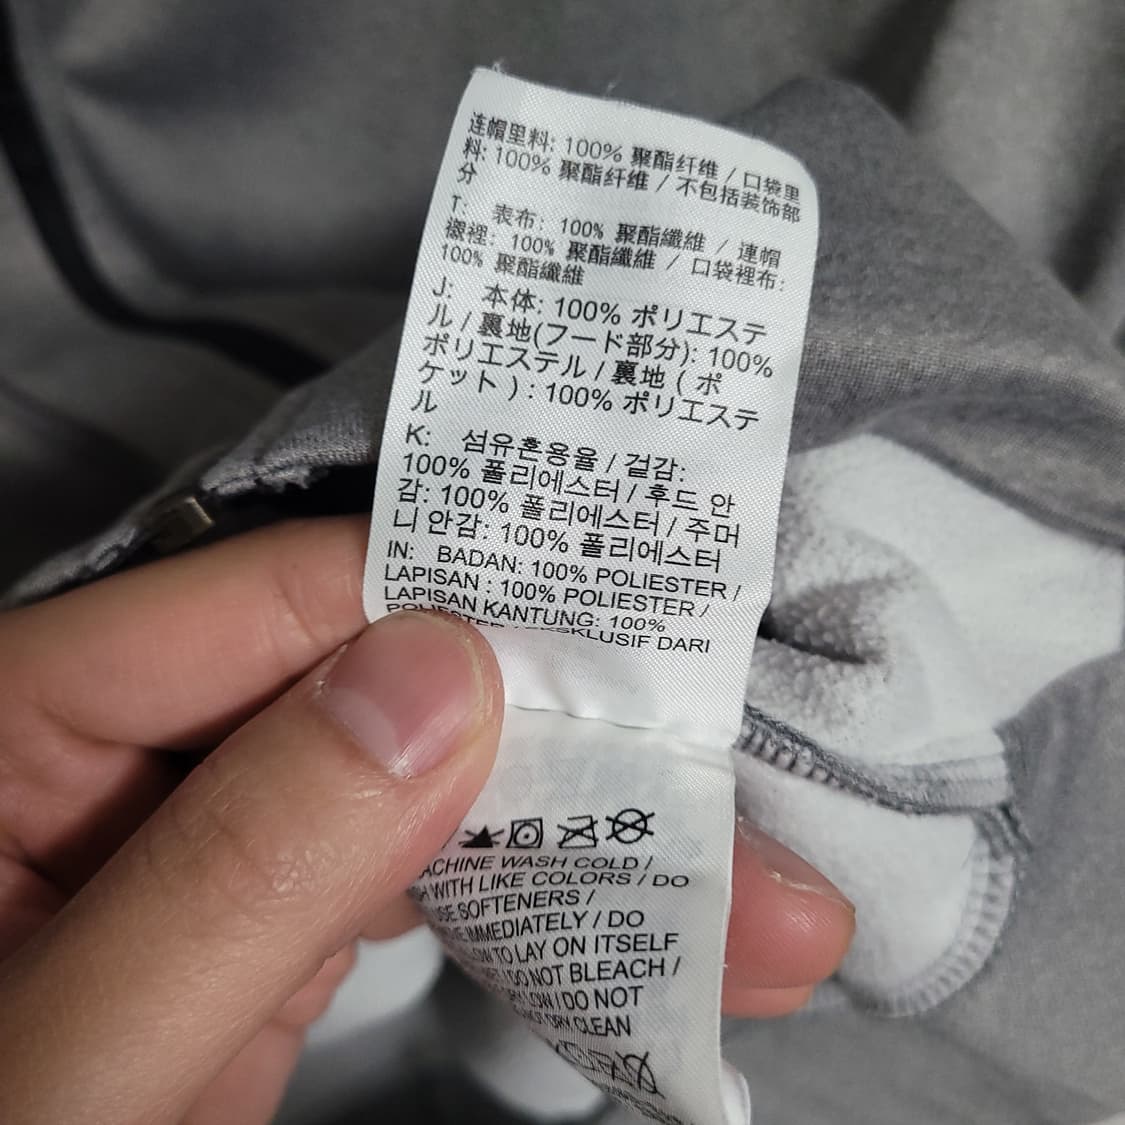 连帽里料: 100% 聚酯纤维 / 口袋里
料: 100% 聚酯纤维 / 不包括装饰部
分
T: 表布: 100% 聚酯纖維 / 連帽
襯裡: 100% 聚酯纖維 / 口袋裡布:
100% 聚酯纖維
J: 本体: 100% ポリエステ
ル / 裏地(フード部分): 100%
ポリエステル / 裏地 ( ポ
ケット ) : 100% ポリエステ
ル
K: 섬유혼용율 / 겉감:
100% 폴리에스터 / 후드 안
감: 100% 폴리에스터 / 주머
니 안감: 100% 폴리에스터
IN: BADAN: 100% POLIESTER /
LAPISAN : 100% POLIESTER /
LAPISAN KANTUNG: 100%
POLIESTER / EKSKLUSIF DARI
WASH COLD /
WITH LIKE COLORS / DO
SOFTENERS /
IMMEDIATELY / DO
TO LAY ON ITSELF
/ DO NOT BLEACH /
LOW / DO NOT
DRY CLEAN